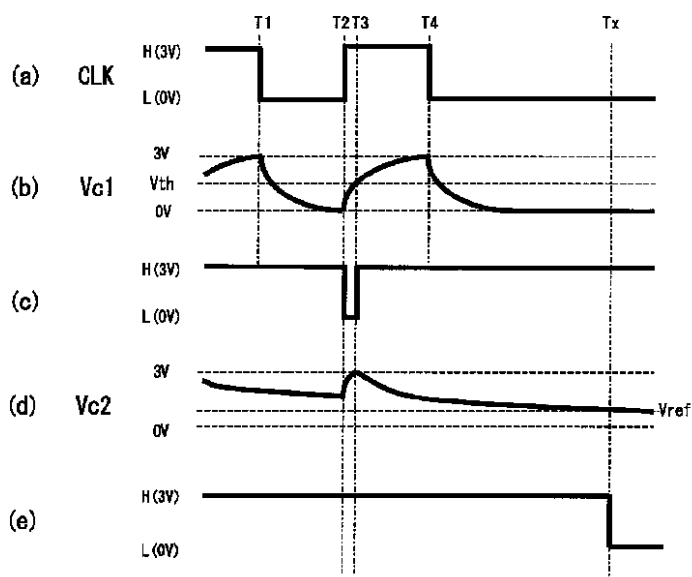 T1 T2 T3 T4 Tx
(a) CLK H(3V)
L(0V)
3V
(b) Vc1 Vth
0V
H(3V)
(c)
L(0V)
3V
(d) Vc2 Vref
0V
H(3V)
(e)
L(0V)